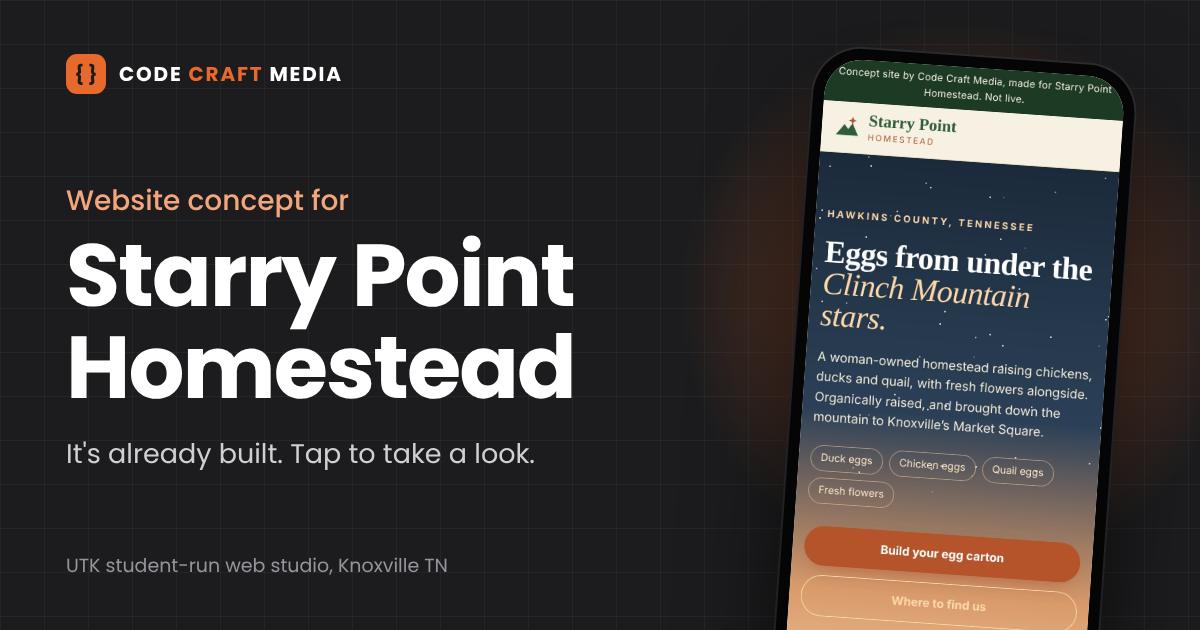 { } CODE CRAFT MEDIA
Website concept for
Starry Point
Homestead
It's already built. Tap to take a look.
UTK student-run web studio, Knoxville TN
Concept site by Code Craft Media, made for Starry Point
Homestead. Not live.
Starry Point
HOMESTEAD
HAWKINS COUNTY, TENNESSEE
Eggs from under the
Clinch Mountain
stars.
A woman-owned homestead raising chickens,
ducks and quail, with fresh flowers alongside.
Organically raised, and brought down the
mountain to Knoxville’s Market Square.
Duck eggs
Chicken eggs
Quail eggs
Fresh flowers
Build your egg carton
Where to find us